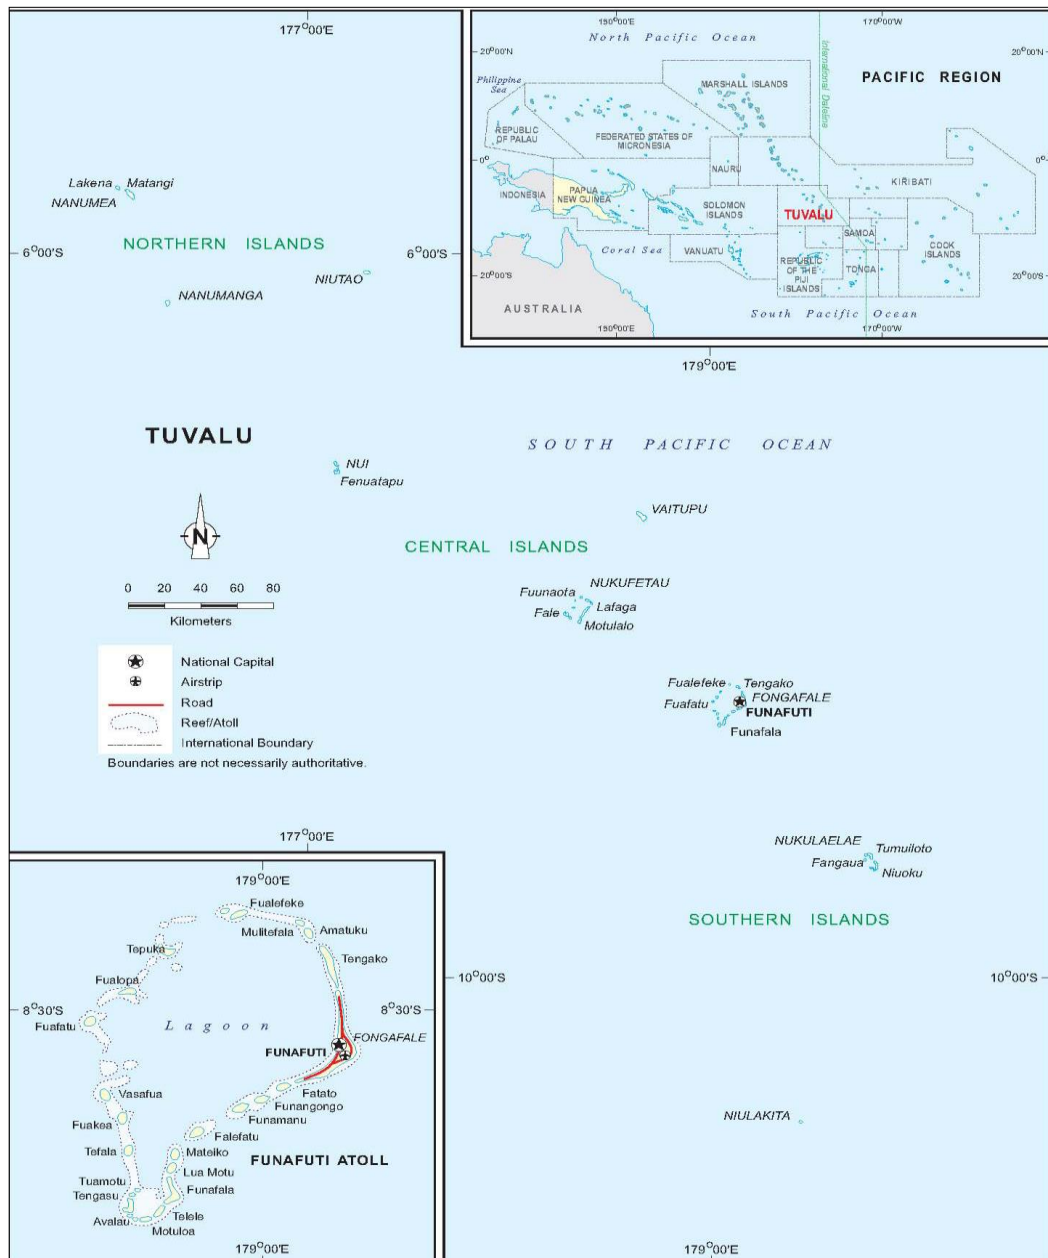 177°00'E
Lakena Matangi
NANUMEA
NORTHERN ISLANDS
6°00'S
6°00'S
NIUTAO
NANUMANGA
150°00'E
170°00'W
North Pacific Ocean
20°00'N
20°00'N
International Dateline
PACIFIC REGION
Philippine
Sea
MARSHALL ISLANDS
REPUBLIC
OF PALAU
FEDERATED STATES OF
MICRONESIA
0°
0°
NAURU
KIRIBATI
INDONESIA
PAPUA
NEW GUINEA
SOLOMON
ISLANDS
TUVALU
SAMOA
Coral Sea
VANUATU
COOK
ISLANDS
REPUBLIC
OF THE
PIJI
ISLANDS
TONGA
20°00'S
20°00'S
AUSTRALIA
South Pacific Ocean
150°00'E
170°00'W
179°00'E
TUVALU
SOUTH PACIFIC OCEAN
NUI
Fenuatapu
VAITUPU
N
CENTRAL ISLANDS
0 20 40 60 80
Kilometers
NUKUFETAU
Fuunaota
Lafaga
Fale
Motulalo
National Capital
Airstrip
Road
Reef/Atoll
International Boundary
Boundaries are not necessarily authoritative.
Fualefeke
Tengako
FONGAFALE
Fuafatu
FUNAFUTI
Funafala
NUKULAELAE
Tumuiloto
Fangaua
Niuoku
SOUTHERN ISLANDS
10°00'S
10°00'S
NIULAKITA
179°00'E
177°00'E
179°00'E
Fualefeke
Mulitefala
Amatuku
Tepuka
Tengako
Fualopa
8°30'S
8°30'S
Fuafatu
Lagoon
FONGAFALE
FUNAFUTI
Vasafua
Fatato
Funangongo
Fuakea
Funamanu
Falefatu
Tefala
Mateiko
FUNAFUTI ATOLL
Lua Motu
Tuamotu
Tengasu
Funafala
Avalau
Telele
Motuloa
179°00'E